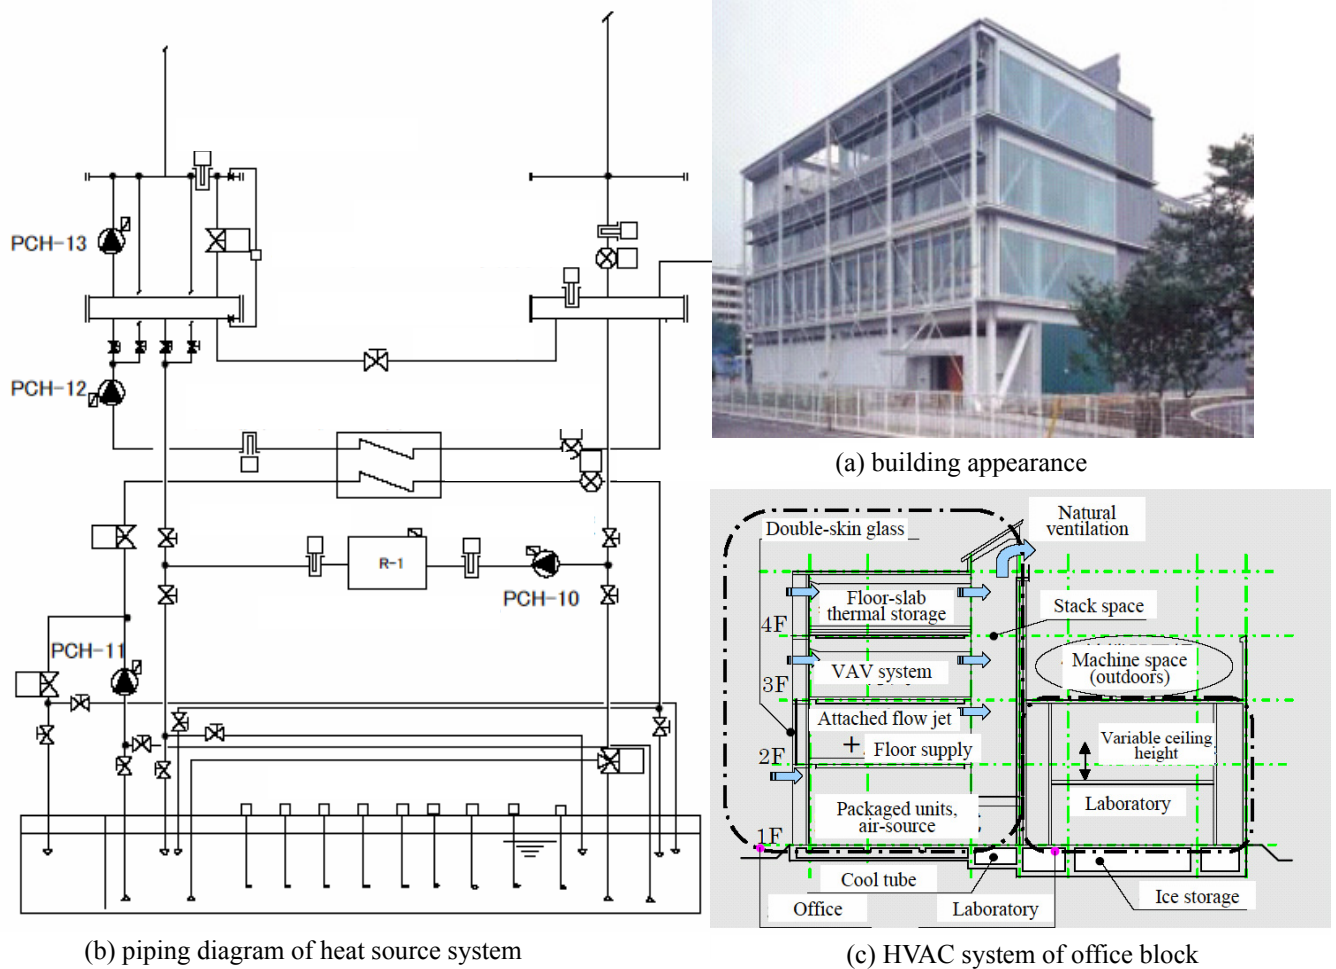 PCH-13
PCH-12
R-1
PCH-10
PCH-11
(b) piping diagram of heat source system
(a) building appearance
Double-skin glass
Natural
ventilation
Floor-slab
thermal storage
Stack space
4F
VAV system
Machine space
(outdoors)
3F
Attached flow jet
+ Floor supply
Variable ceiling
height
2F
Packaged units,
air-source
Laboratory
1F
Cool tube
Ice storage
Office
Laboratory
(c) HVAC system of office block